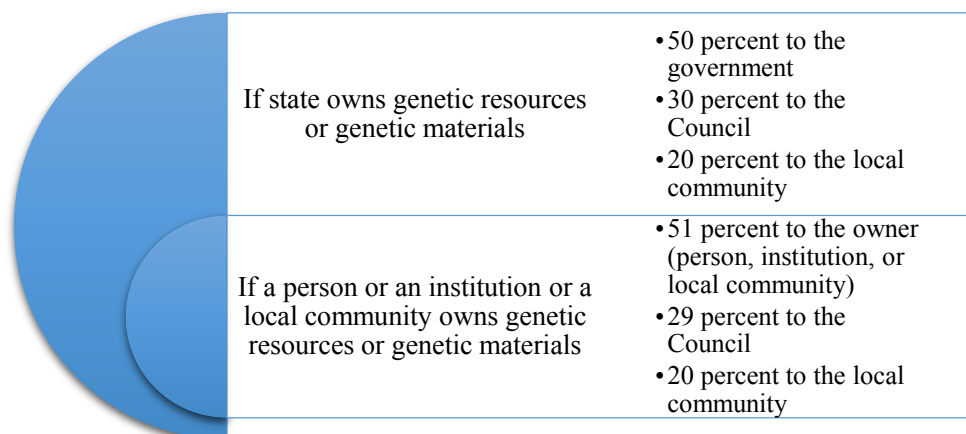 If state owns genetic resources
or genetic materials
•50 percent to the
government
•30 percent to the
Council
•20 percent to the local
community
If a person or an institution or a
local community owns genetic
resources or genetic materials
•51 percent to the owner
(person, institution, or
local community)
•29 percent to the
Council
•20 percent to the local
community